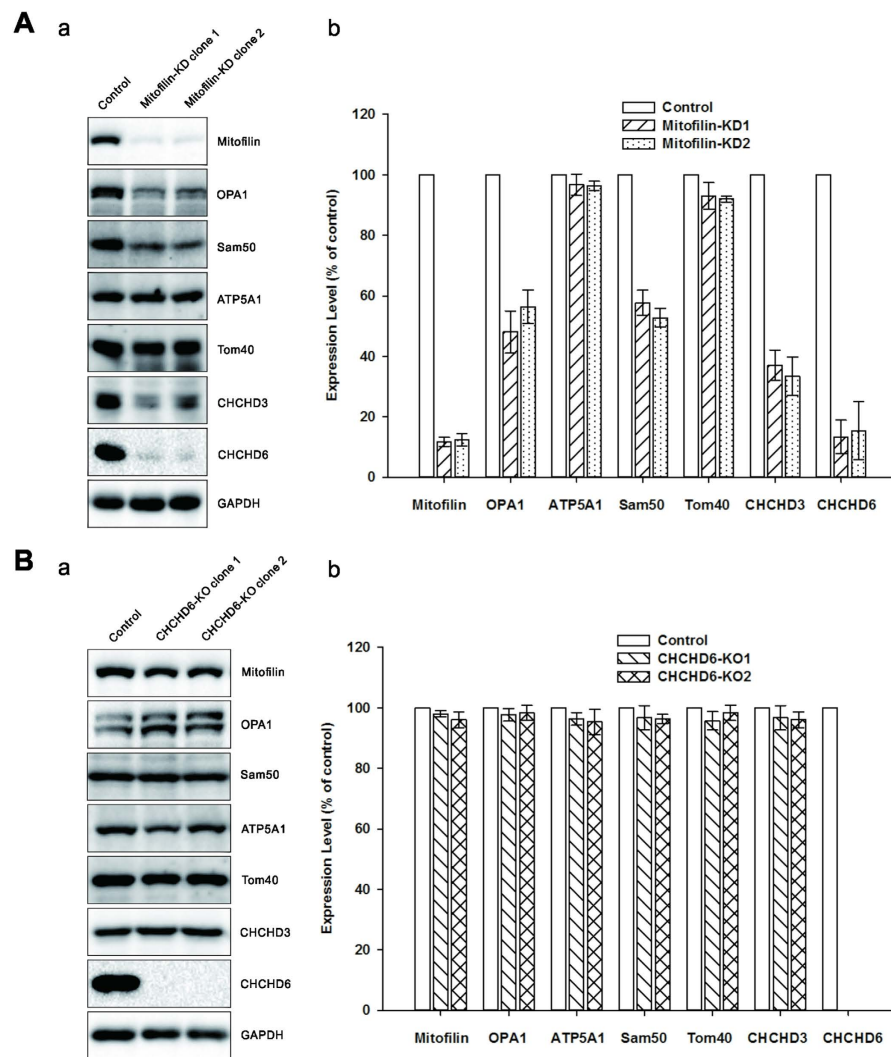 A
a
Control
Mitofilin-KD clone 1
Mitofilin-KD clone 2
Mitofilin
OPA1
Sam50
ATP5A1
Tom40
CHCHD3
CHCHD6
GAPDH
b
Control
Mitofilin-KD1
Mitofilin-KD2
Expression Level (% of control)
120
100
80
60
40
20
0
Mitofilin OPA1 ATP5A1 Sam50 Tom40 CHCHD3 CHCHD6
B
a
Control
CHCHD6-KO clone 1
CHCHD6-KO clone 2
Mitofilin
OPA1
Sam50
ATP5A1
Tom40
CHCHD3
CHCHD6
GAPDH
b
Control
CHCHD6-KO1
CHCHD6-KO2
Expression Level (% of control)
120
100
80
60
40
20
0
Mitofilin OPA1 ATP5A1 Sam50 Tom40 CHCHD3 CHCHD6